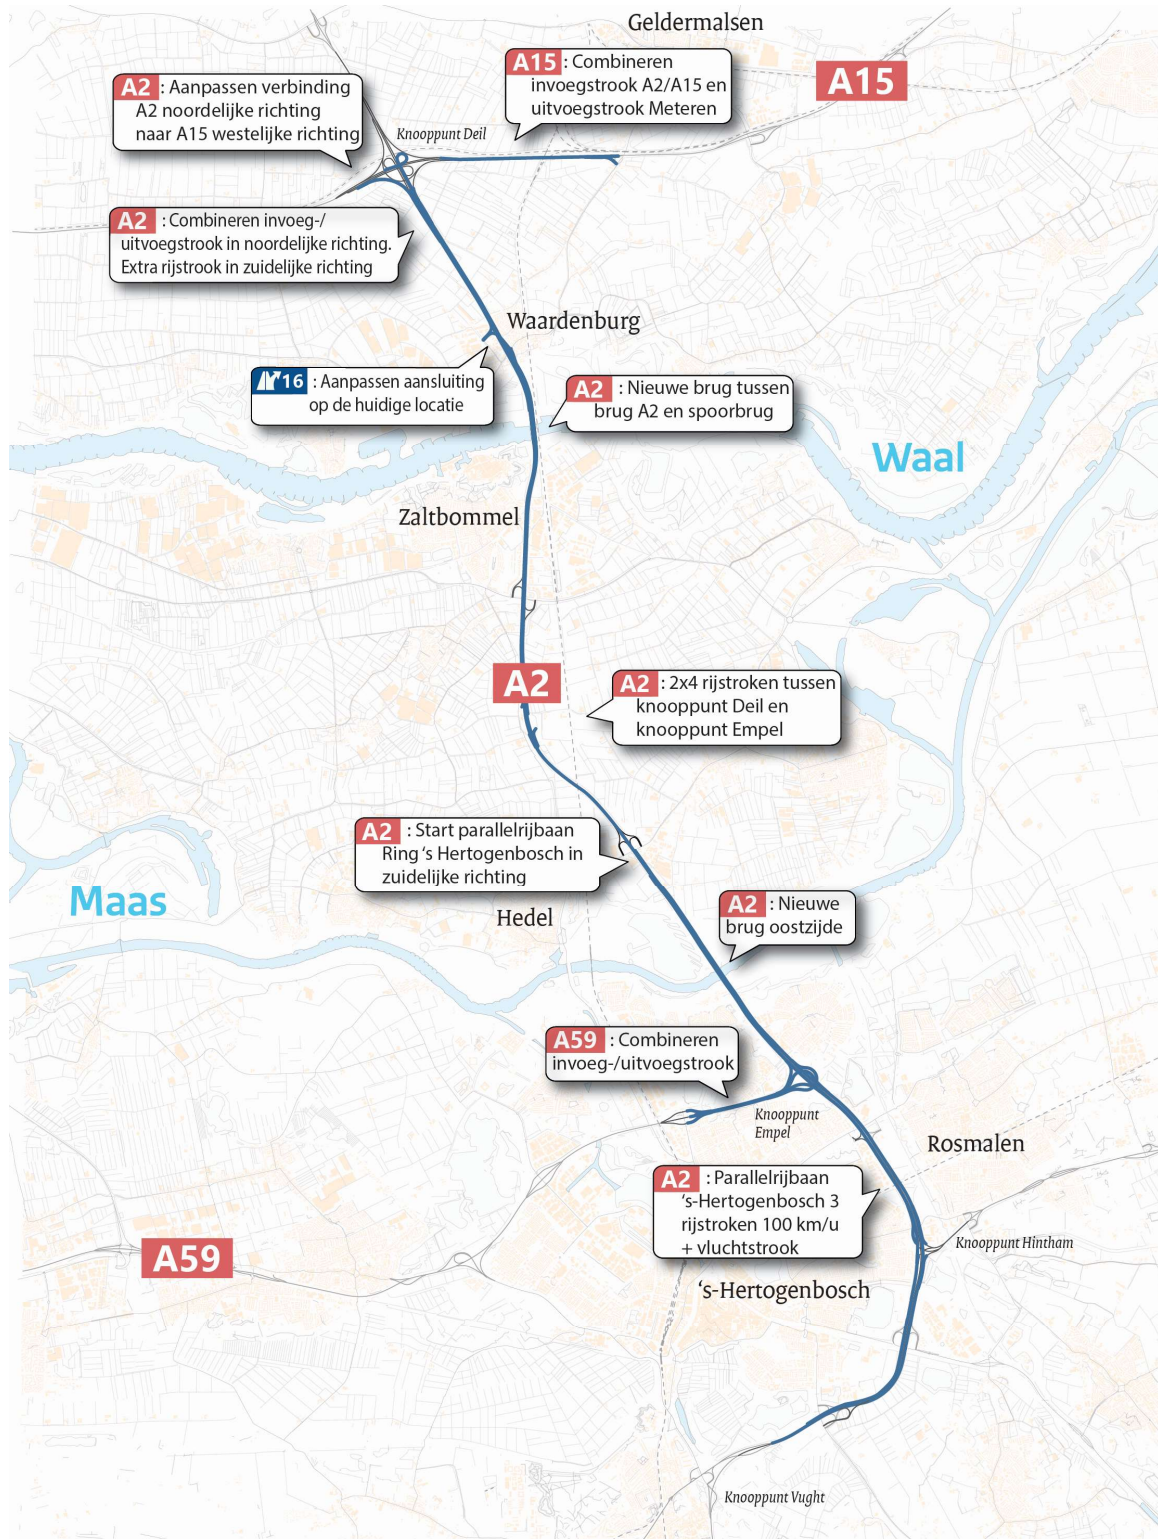 Geldermalsen
A15 : Combineren
invoegstrook A2/A15 en
uitvoegstrook Meteren
A15
A2 : Aanpassen verbinding
A2 noordelijke richting
naar A15 westelijke richting
Knooppunt Deil
A2 : Combineren invoeg-/
uitvoegstrook in noordelijke richting.
Extra rijstrook in zuidelijke richting
Waardenburg
16 : Aanpassen aansluiting
op de huidige locatie
A2 : Nieuwe brug tussen
brug A2 en spoorbrug
Waal
Zaltbommel
A2
A2 : 2x4 rijstroken tussen
knooppunt Deil en
knooppunt Empel
A2 : Start parallelrijbaan
Ring ‘s Hertogenbosch in
zuidelijke richting
Maas
Hedel
A2 : Nieuwe
brug oostzijde
A59 : Combineren
invoeg-/uitvoegstrook
Knooppunt
Empel
Rosmalen
A2 : Parallelrijbaan
‘s-Hertogenbosch 3
rijstroken 100 km/u
+ vluchtstrook
A59
Knooppunt Hintham
‘s-Hertogenbosch
Knooppunt Vught